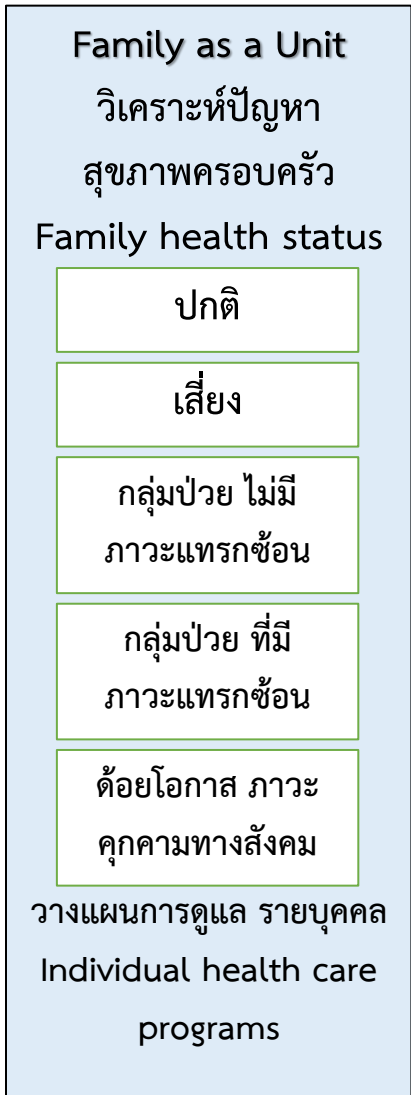 Family as a Unit
วิเคราะห์ปัญหา
สุขภาพครอบครัว
Family health status
ปกติ
เสี่ยง
กลุ่มป่วย ไม่มี
ภาวะแทรกซ้อน
กลุ่มป่วย ที่มี
ภาวะแทรกซ้อน
ด้อยโอกาส ภาวะ
คุกคามทางสังคม
วางแผนการดูแล รายบุคคล
Individual health care
programs